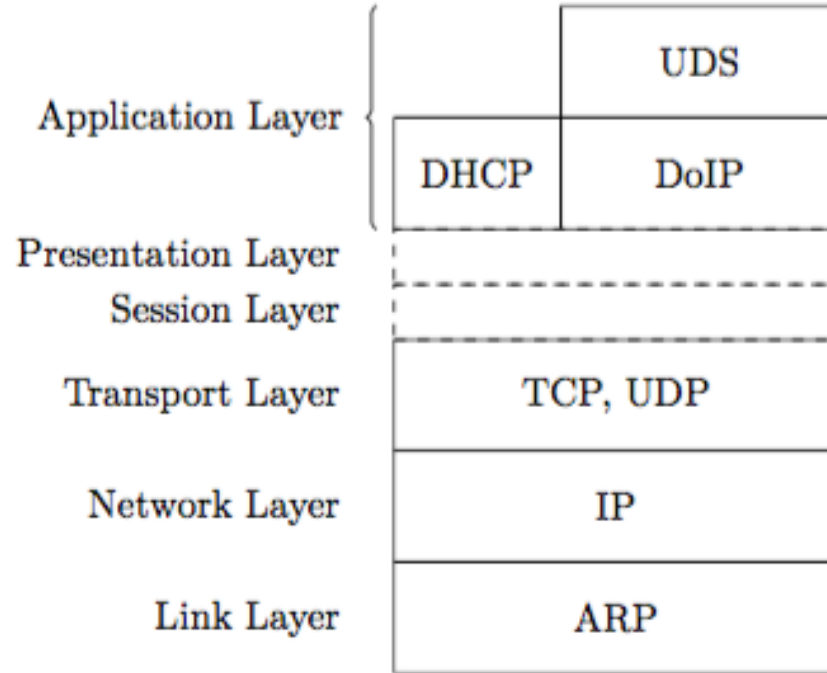 UDS
Application Layer
DHCP DoIP
Presentation Layer
Session Layer
Transport Layer TCP, UDP
Network Layer IP
Link Layer ARP